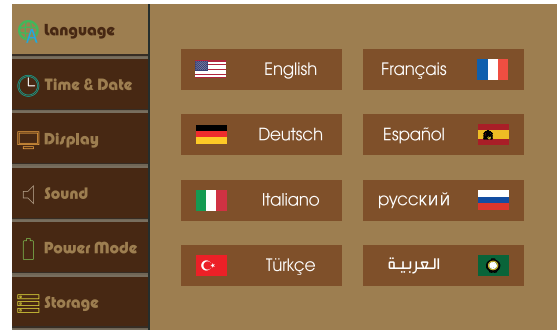 Language
Time & Date
Display
Sound
Power Mode
Storage
English
Français
Deutsch
Español
Italiano
русский
Türkçe
العربية